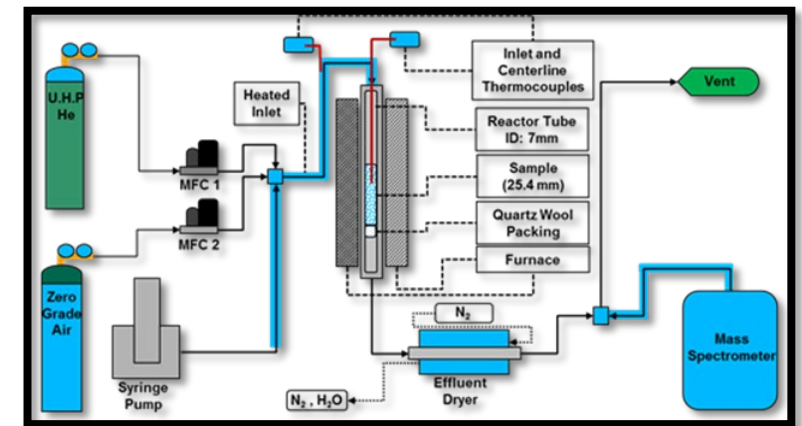 U.H.P
He
MFC 1
MFC 2
Zero
Grade
Air
Syringe
Pump
Heated
Inlet
Inlet and
Centerline
Thermocouples
Reactor Tube
ID: 7mm
Sample
(25.4 mm)
Quartz Wool
Packing
Furnace
N₂
N₂ , H₂O
Effluent
Dryer
Vent
Mass
Spectrometer